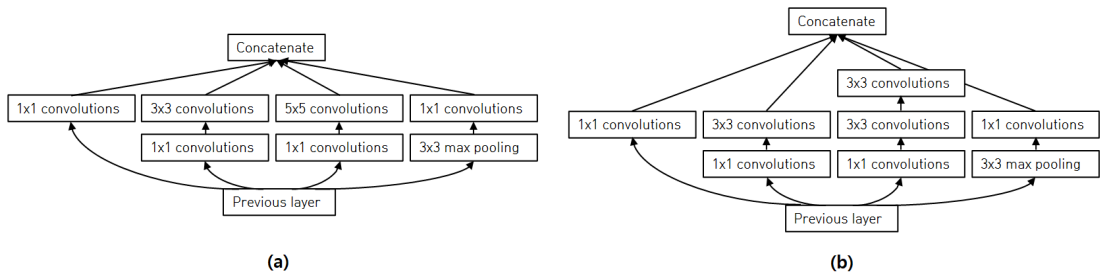 Concatenate
1x1 convolutions
3x3 convolutions
5x5 convolutions
1x1 convolutions
1x1 convolutions
1x1 convolutions
3x3 max pooling
Previous layer
(a)
Concatenate
3x3 convolutions
1x1 convolutions
3x3 convolutions
3x3 convolutions
1x1 convolutions
1x1 convolutions
1x1 convolutions
3x3 max pooling
Previous layer
(b)